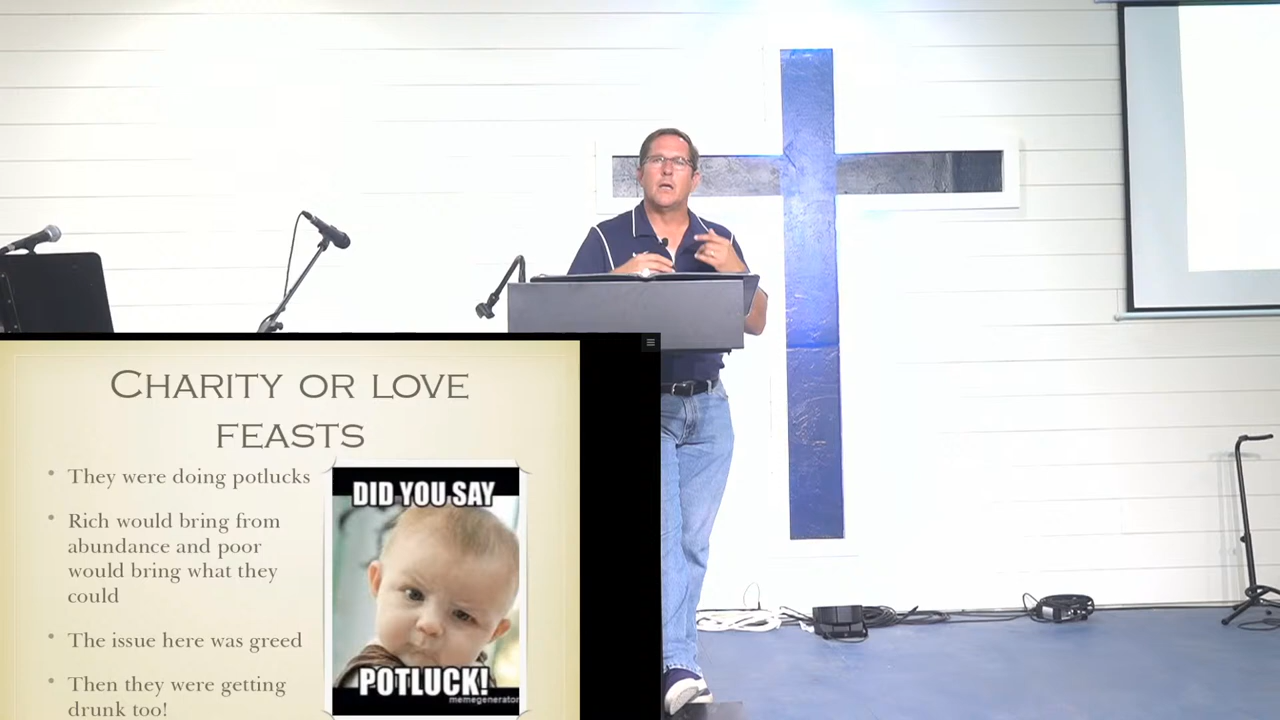 CHARITY OR LOVE
FEASTS
• They were doing potlucks
• Rich would bring from
abundance and poor
would bring what they
could
• The issue here was greed
• Then they were getting
drunk too!
DID YOU SAY
POTLUCK!
memegenerator